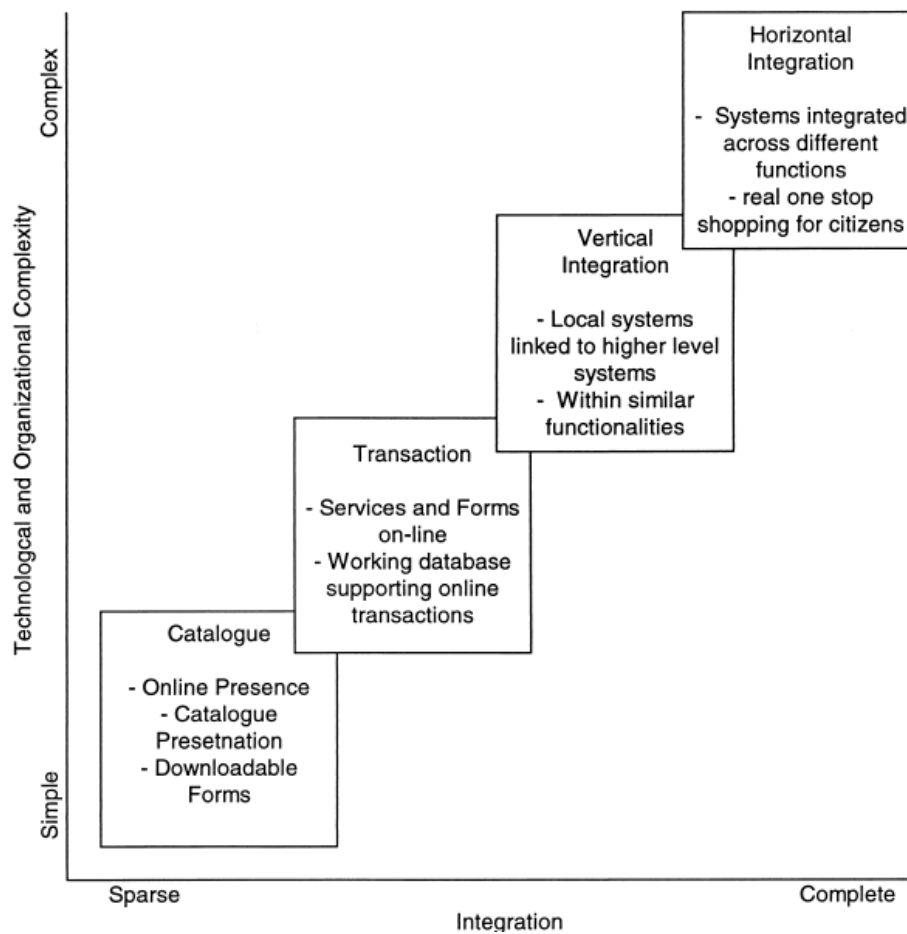 Complex
Technologcal and Organizational Complexity
Simple
Horizontal
Integration
- Systems integrated
across different
functions
- real one stop
shopping for citizens
Vertical
Integration
- Local systems
linked to higher level
systems
- Within similar
functionalities
Transaction
- Services and Forms
on-line
- Working database
supporting online
transactions
Catalogue
- Online Presence
- Catalogue
Presetnation
- Downloadable
Forms
Sparse
Complete
Integration